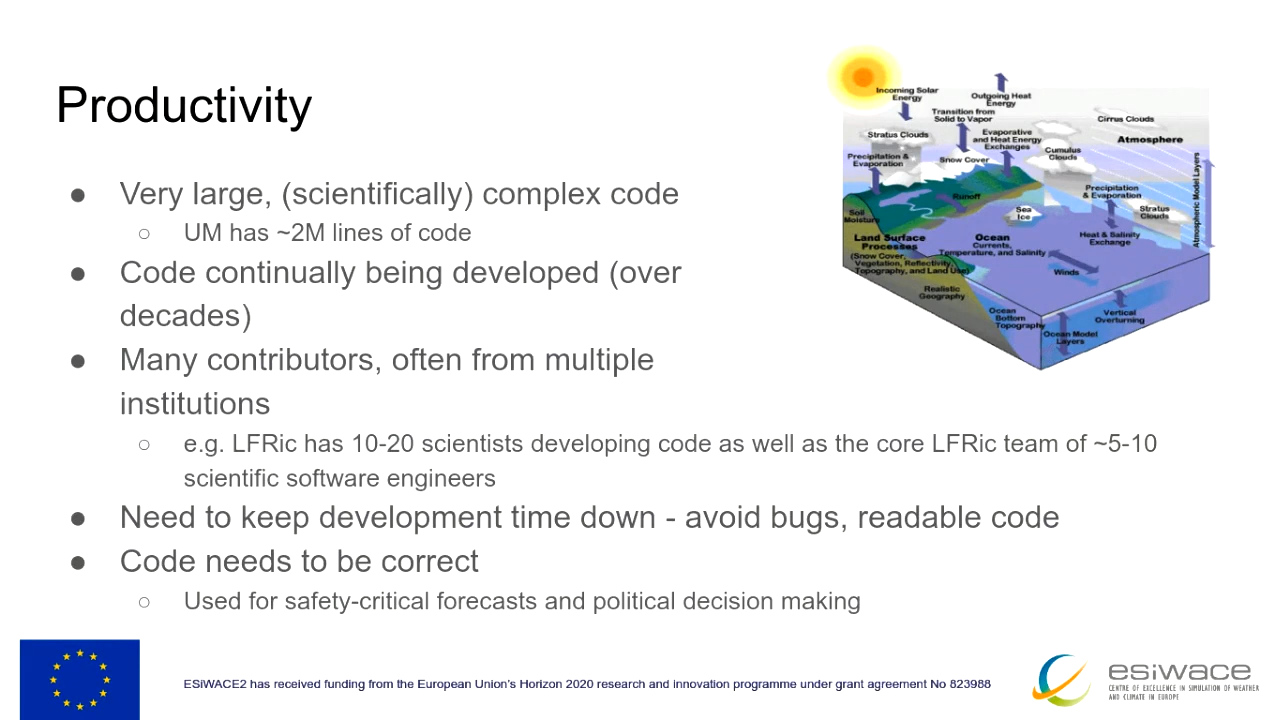 Productivity
● Very large, (scientifically) complex code
○ UM has ~2M lines of code
● Code continually being developed (over
decades)
● Many contributors, often from multiple
institutions
○ e.g. LFRic has 10-20 scientists developing code as well as the core LFRic team of ~5-10
scientific software engineers
● Need to keep development time down - avoid bugs, readable code
● Code needs to be correct
○ Used for safety-critical forecasts and political decision making
Incoming Solar
Energy
Outgoing Heat
Energy
Transition from
Solid to Vapor
Cirrus Clouds
Stratus Clouds
Evaporative
and Heat Energy
Exchanges
Atmosphere
Cumulus
Clouds
Precipitation &
Evaporation
Snow Cover
Atmospheric Model Layers
Precipitation
& Evaporation
Runoff
Stratus
Clouds
Soil
Moisture
Sea
Ice
Land Surface
Processes
(Snow Cover,
Vegetation, Reflectivity,
Topography, and Land Use)
Ocean
Currents,
Temperature, and Salinity
Heat & Salinity
Exchange
Winds
Realistic
Geography
Ocean
Bottom
Topography
Vertical
Overturning
Ocean Model
Layers
ESiWACE2 has received funding from the European Union's Horizon 2020 research and innovation programme under grant agreement No 823988
esiwace
CENTRE OF EXCELLENCE IN SIMULATION OF WEATHER
AND CLIMATE IN EUROPE